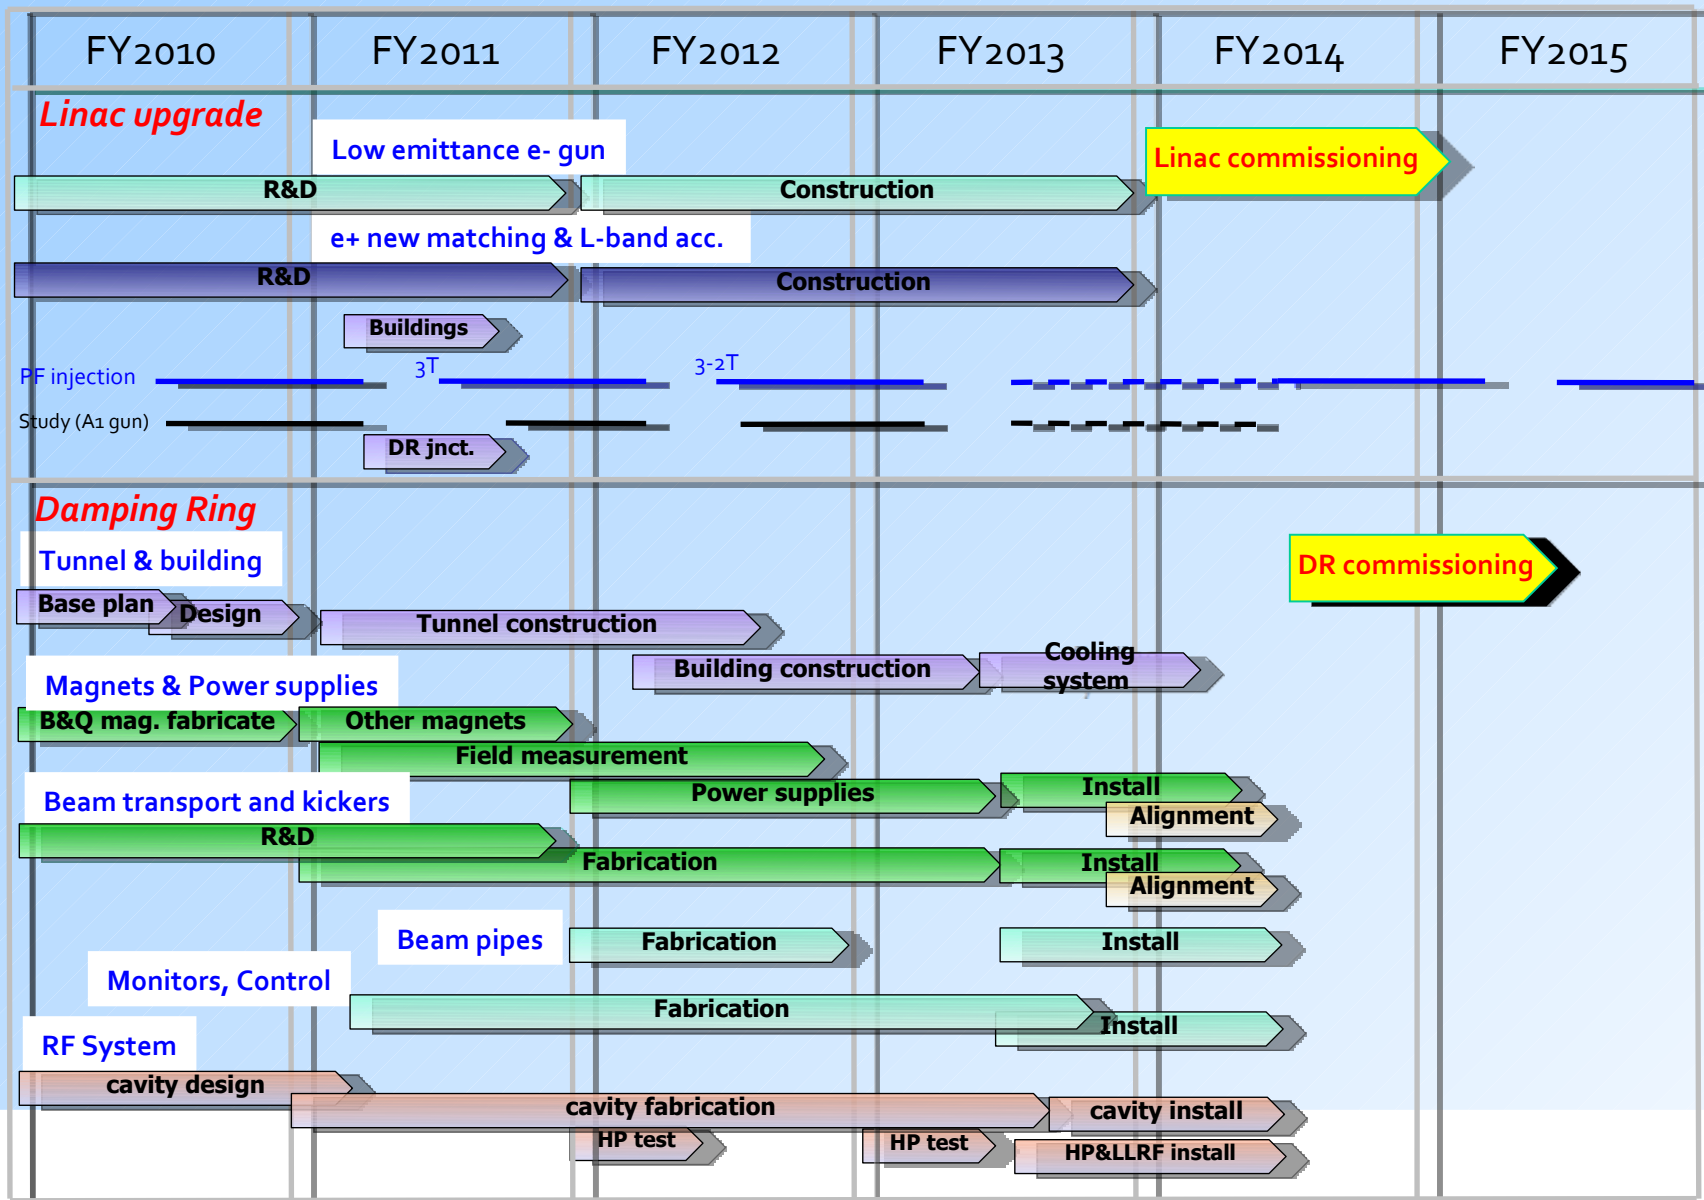 FY2010 FY2011 FY2012 FY2013 FY2014 FY2015
Linac upgrade
Low emittance e- gun
Linac commissioning
R&D Construction
e+ new matching & L-band acc.
R&D Construction
Buildings
PF injection 3T 3-2T
Study (A1 gun)
DR jnct.
Damping Ring
Tunnel & building
DR commissioning
Base plan Design Tunnel construction
Building construction Cooling
system
Magnets & Power supplies
B&Q mag. fabricate Other magnets
Field measurement
Power supplies Install
Alignment
Beam transport and kickers
R&D
Fabrication Install
Alignment
Beam pipes Fabrication Install
Monitors, Control
Fabrication
Install
RF System
cavity design
cavity fabrication cavity install
HP test HP test HP&LLRF install